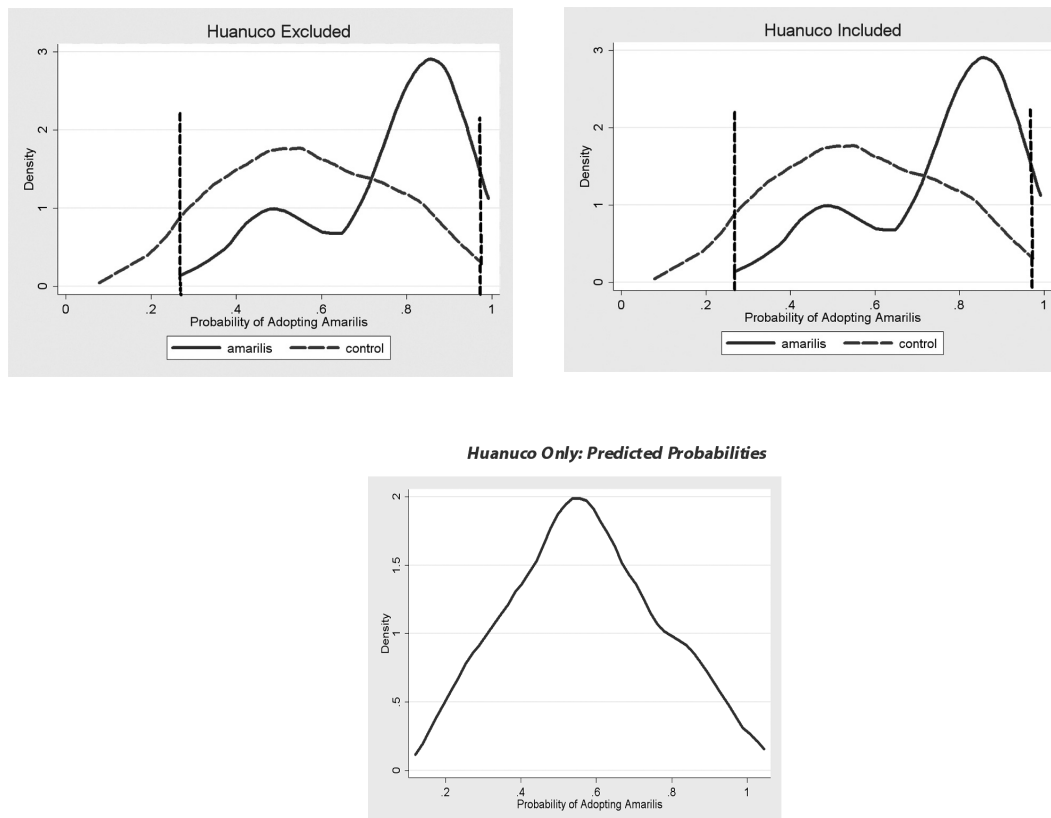 Huanuco Excluded
Density
3
2
1
0
0 .2 .4 .6 .8 1
Probability of Adopting Amarilis
amarilis control
Huanuco Included
Density
3
2
1
0
0 .2 .4 .6 .8 1
Probability of Adopting Amarilis
amarilis control
Huanuco Only: Predicted Probabilities
Density
2
1.5
1
.5
0
.2 .4 .6 .8 1
Probability of Adopting Amarilis